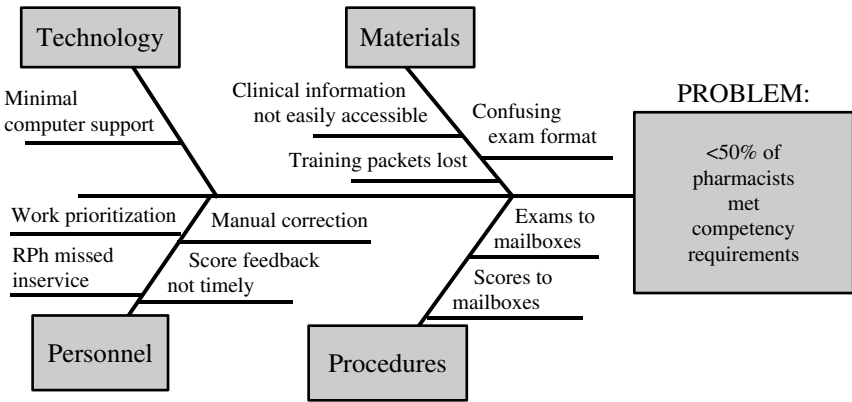 Technology
Materials
Minimal
computer support
Clinical information
not easily accessible
Confusing
exam format
Training packets lost
PROBLEM:
<50% of
pharmacists
met
competency
requirements
Work prioritization
Manual correction
RPh missed
inservice
Score feedback
not timely
Exams to
mailboxes
Scores to
mailboxes
Personnel
Procedures